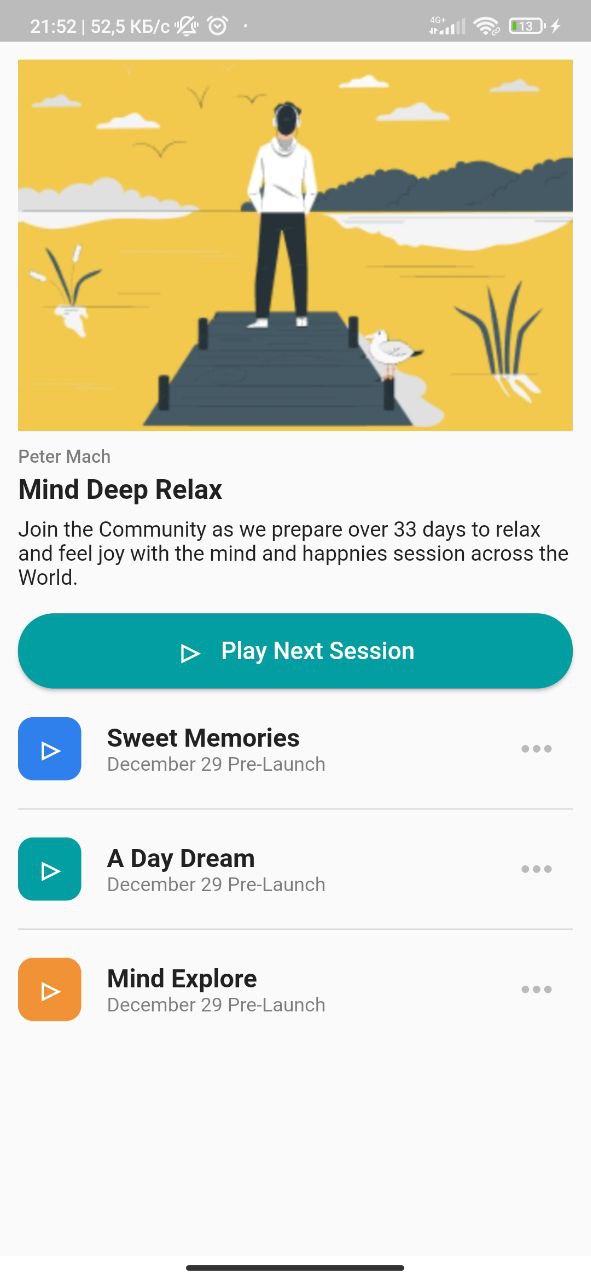 21:52 | 52,5 КБ/с
4G+
13
Peter Mach
Mind Deep Relax
Join the Community as we prepare over 33 days to relax
and feel joy with the mind and happnies session across the
World.
Play Next Session
Sweet Memories
December 29 Pre-Launch
A Day Dream
December 29 Pre-Launch
Mind Explore
December 29 Pre-Launch